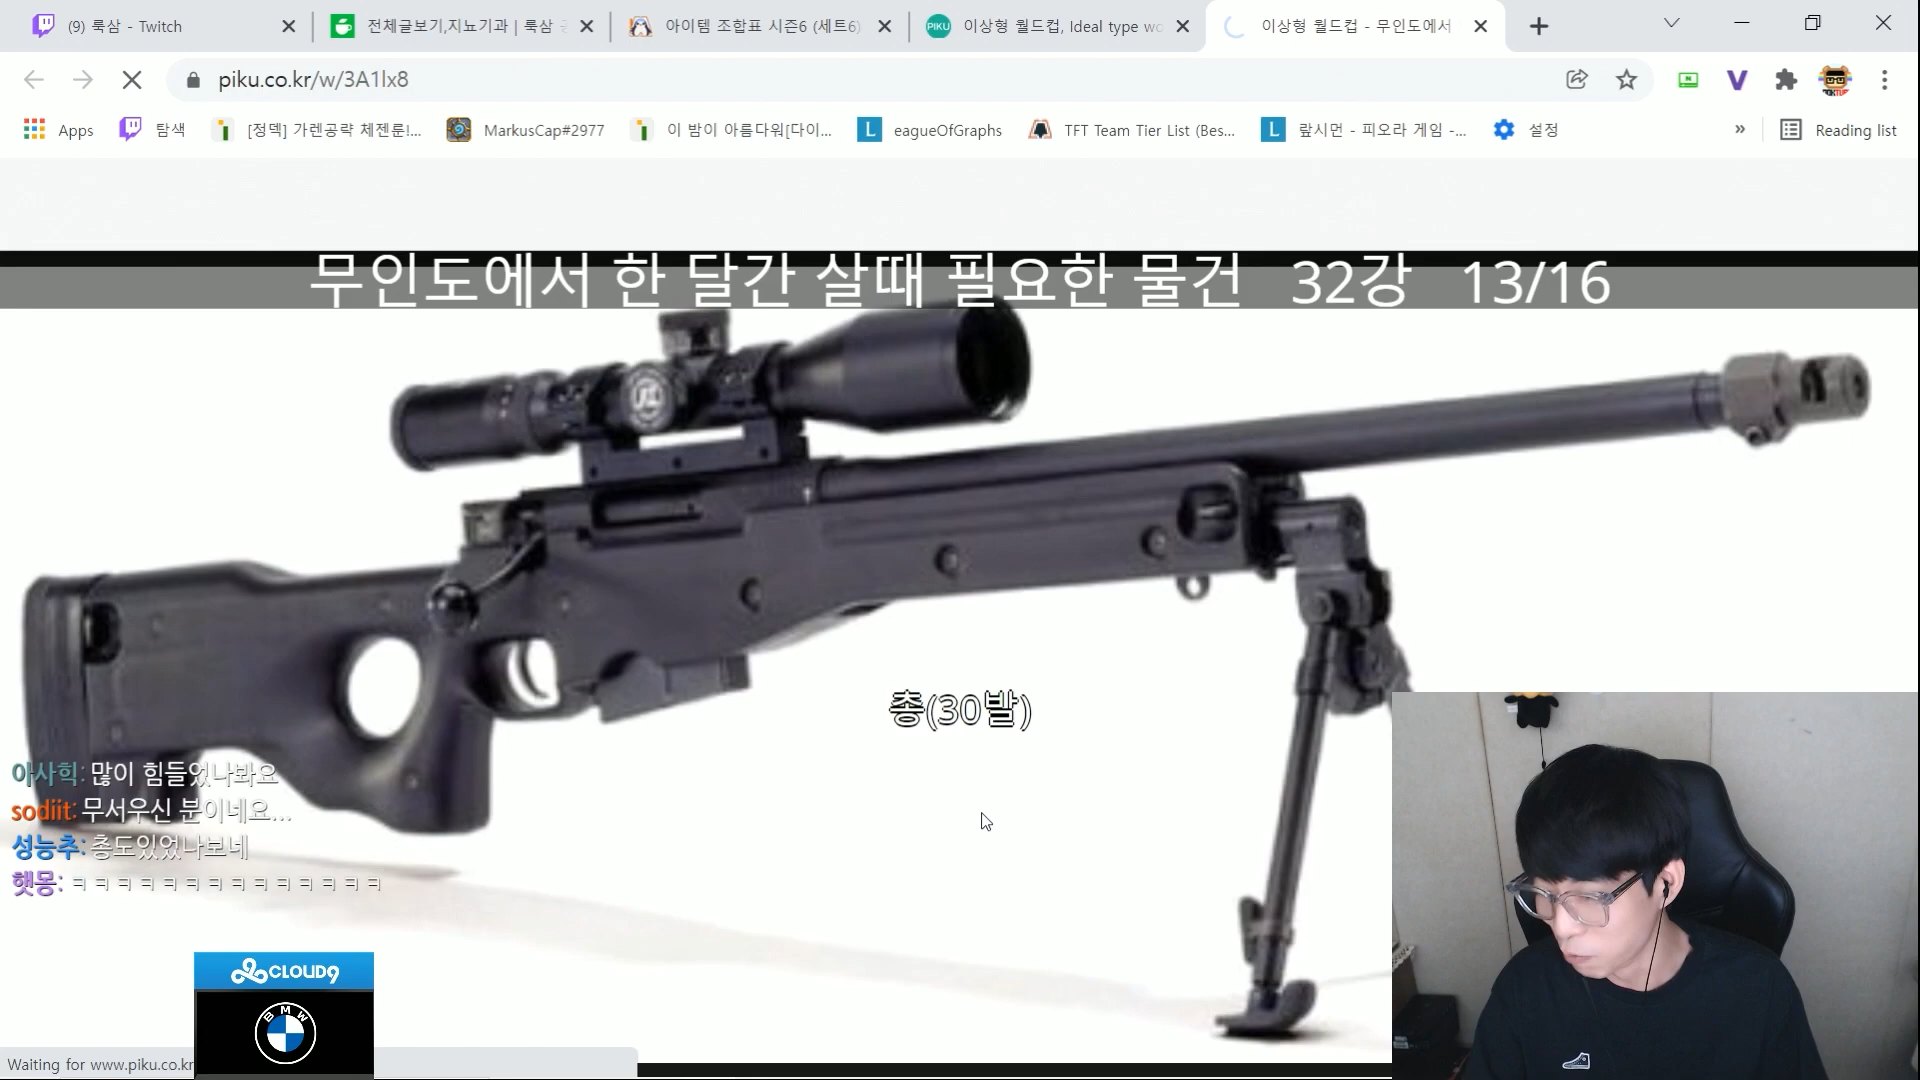 (9) 룩삼 - Twitch
전체글보기,지뇨기과 | 룩삼 공
아이템 조합표 시즌6 (세트6)
PIKU
이상형 월드컵, Ideal type wo
이상형 월드컵 - 무인도에서
piku.co.kr/w/3A1lx8
Apps
탐색
[정덱] 가렌공략 체젠룬!...
MarkusCap#2977
이 밤이 아름다워[다이...
L
eagueOfGraphs
TFT Team Tier List (Bes...
L
랖시먼 - 피오라 게임 -...
설정
»
Reading list
무인도에서 한 달간 살때 필요한 물건 32강 13/16
총(30발)
아사힉: 많이 힘들었나봐요
sodiit: 무서우신 분이네요...
성능추: 총도있었나보네
햇몽: ㅋㅋㅋㅋㅋㅋㅋㅋㅋㅋㅋㅋㅋㅋ
CLOUD9
BMW
Waiting for www.piku.co.kr